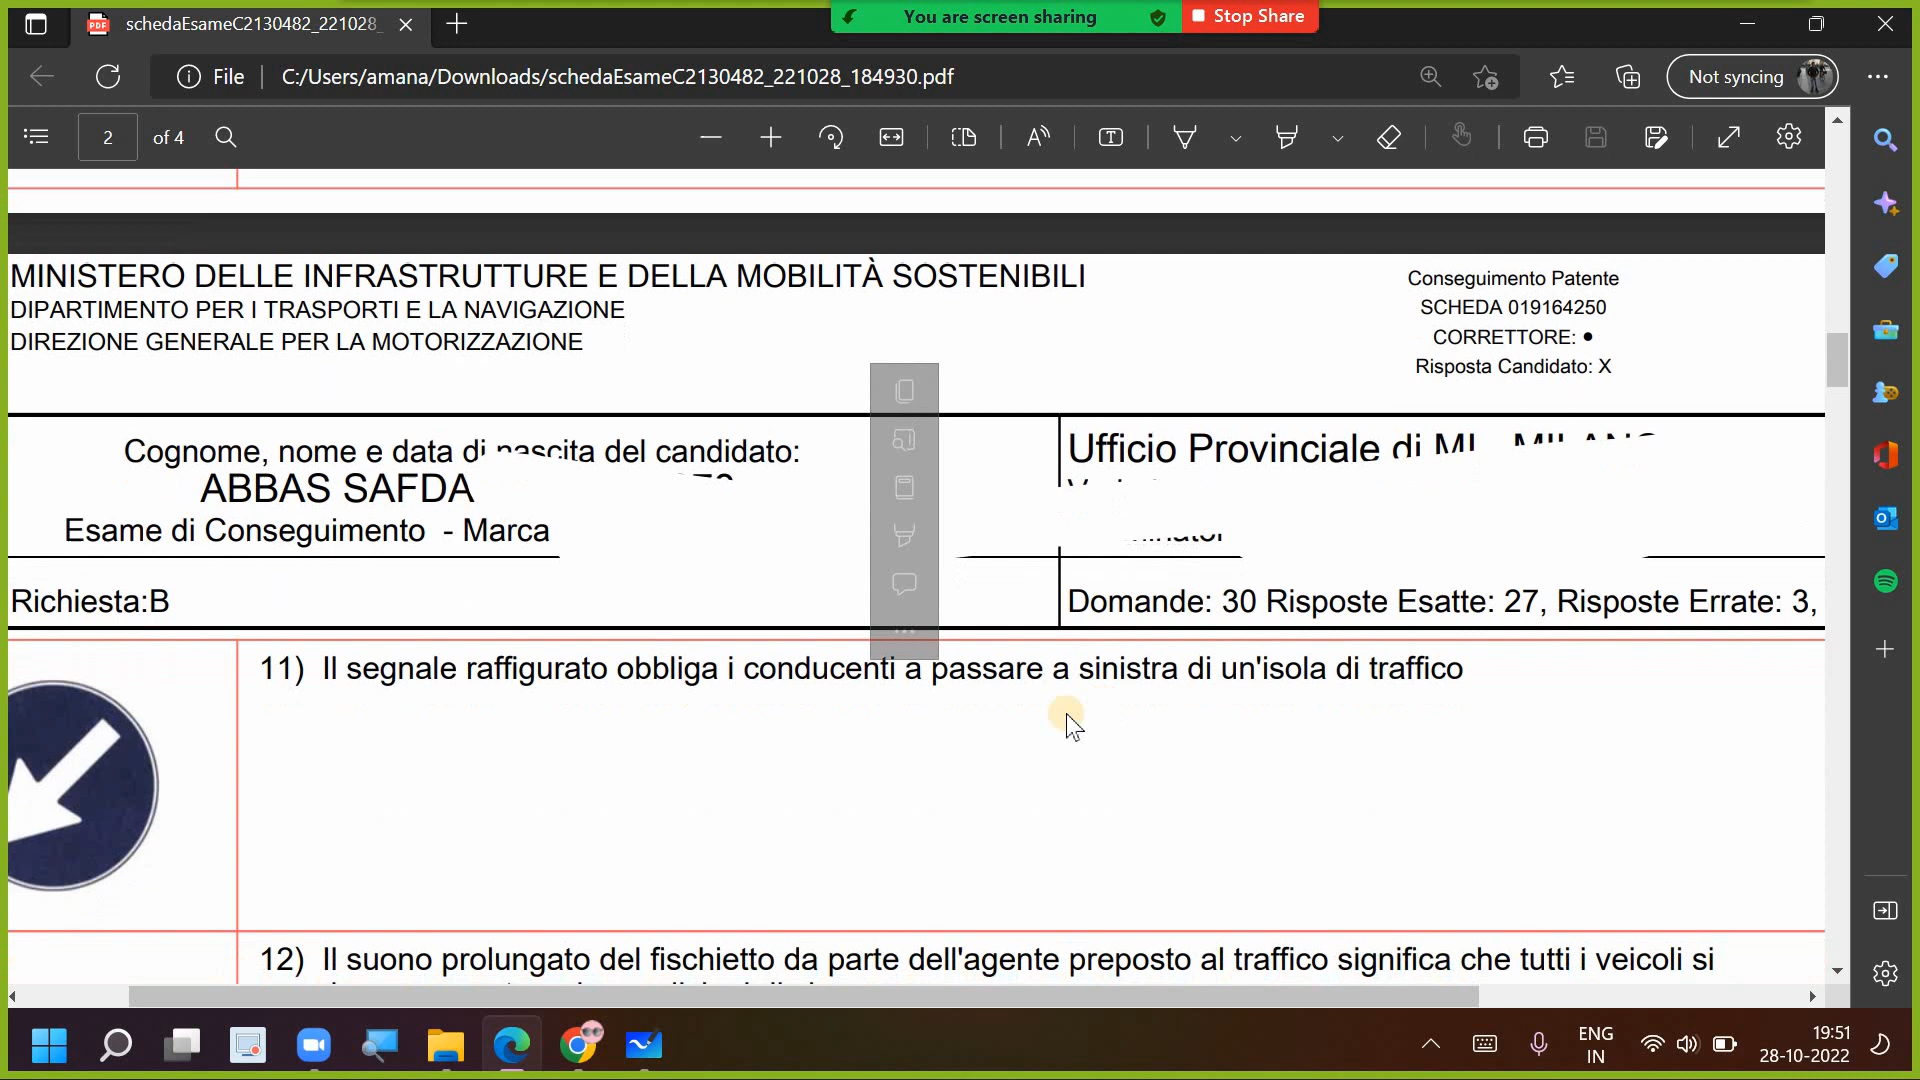 schedaEsameC2130482_221028_
You are screen sharing
Stop Share
File
C:/Users/amana/Downloads/schedaEsameC2130482_221028_184930.pdf
Not syncing
2 of 4
MINISTERO DELLE INFRASTRUTTURE E DELLA MOBILITÀ SOSTENIBILI
DIPARTIMENTO PER I TRASPORTI E LA NAVIGAZIONE
DIREZIONE GENERALE PER LA MOTORIZZAZIONE
Conseguimento Patente
SCHEDA 019164250
CORRETTORE: ●
Risposta Candidato: X
Cognome, nome e data di nascita del candidato:
ABBAS SAFDA
Esame di Conseguimento - Marca
Ufficio Provinciale di MI
Richiesta:B
Domande: 30 Risposte Esatte: 27, Risposte Errate: 3,
11) Il segnale raffigurato obbliga i conducenti a passare a sinistra di un'isola di traffico
12) Il suono prolungato del fischietto da parte dell'agente preposto al traffico significa che tutti i veicoli si
ENG
IN
19:51
28-10-2022